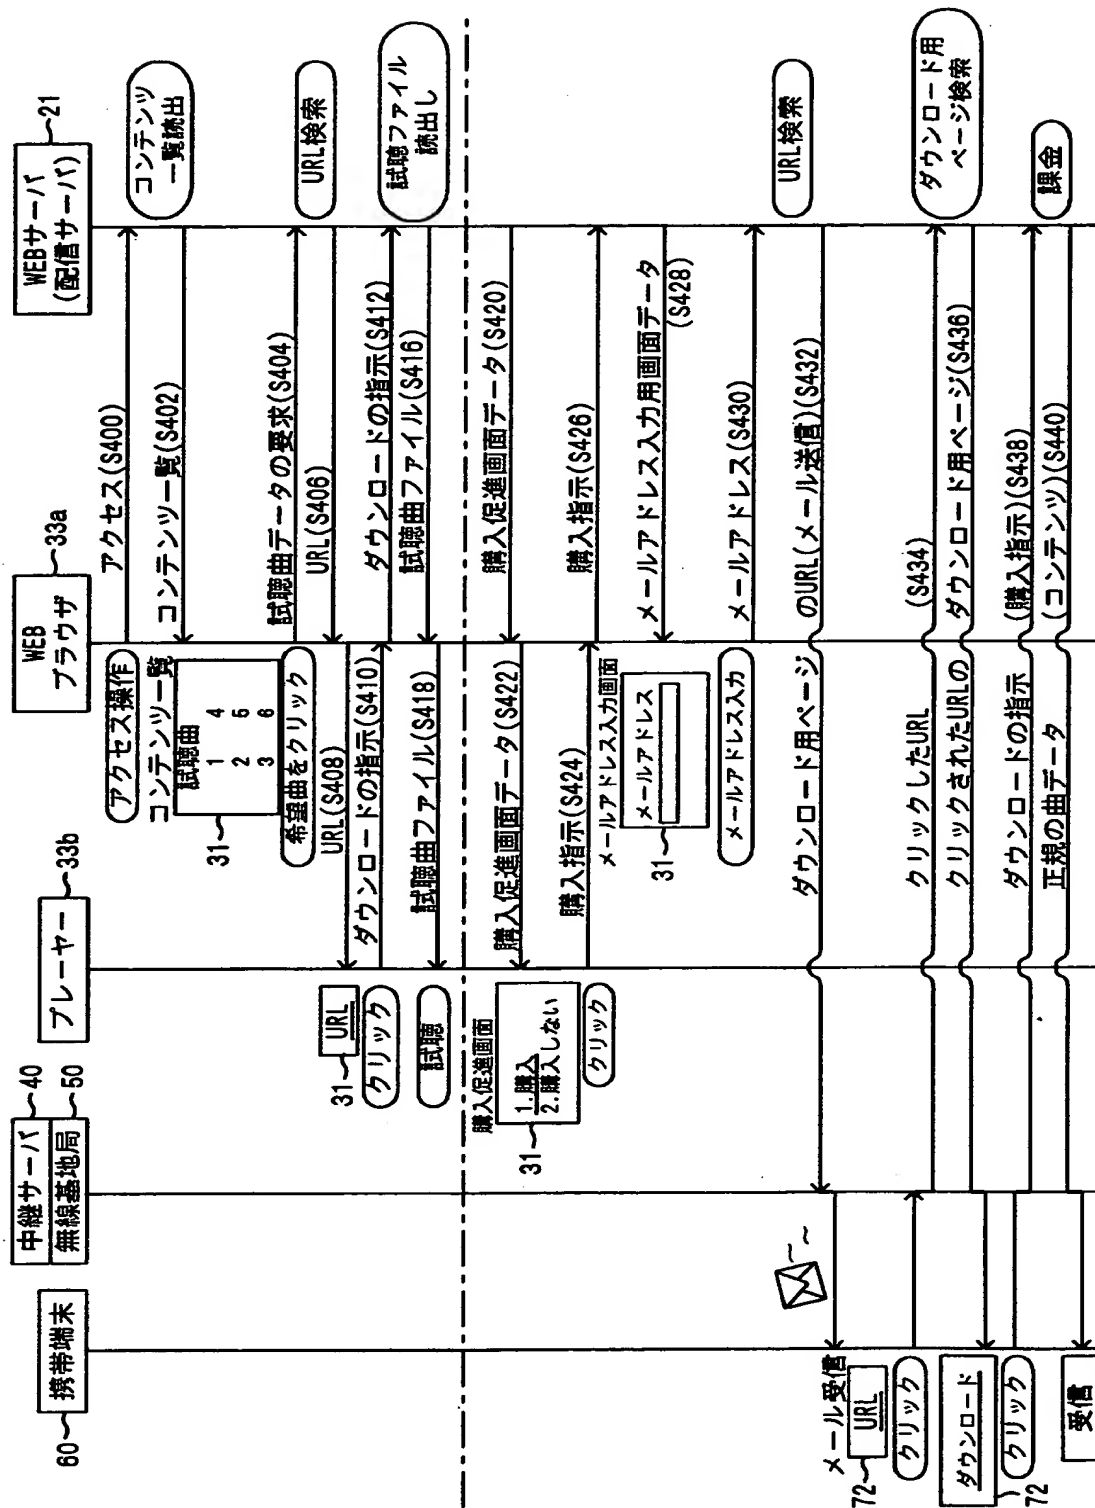 60
携帯端末
中継サーバ
40
無線基地局
50
プレーヤー
33b
WEB
ブラウザ
33a
WEBサーバ
(配信サーバ)
21
アクセス操作
アクセス(S400)
コンテンツ
一覧読出
コンテンツ一覧(S402)
コンテンツ一覧
試聴曲
1 4
2 5
3 6
31
希望曲をクリック
試聴曲データの要求(S404)
URL検索
URL(S406)
URL(S408)
31
URL
クリック
ダウンロードの指示(S410)
ダウンロードの指示(S412)
試聴ファイル
読出し
試聴曲ファイル(S416)
試聴曲ファイル(S418)
試聴
購入促進画面データ(S420)
購入促進画面データ(S422)
購入促進画面
1.購入
2.購入しない
31
クリック
購入指示(S424)
購入指示(S426)
メールアドレス入力用画面データ
(S428)
メールアドレス入力画面
メールアドレス
31
メールアドレス入力
メールアドレス(S430)
URL検索
ダウンロード用ページのURL(メール送信)(S432)
メール受信
URL
72
クリック
クリックしたURL (S434)
ダウンロード用
ページ検索
クリックされたURLのダウンロード用ページ(S436)
ダウンロード
72
クリック
ダウンロードの指示(購入指示)(S438)
課金
正規の曲データ(コンテンツ)(S440)
受信